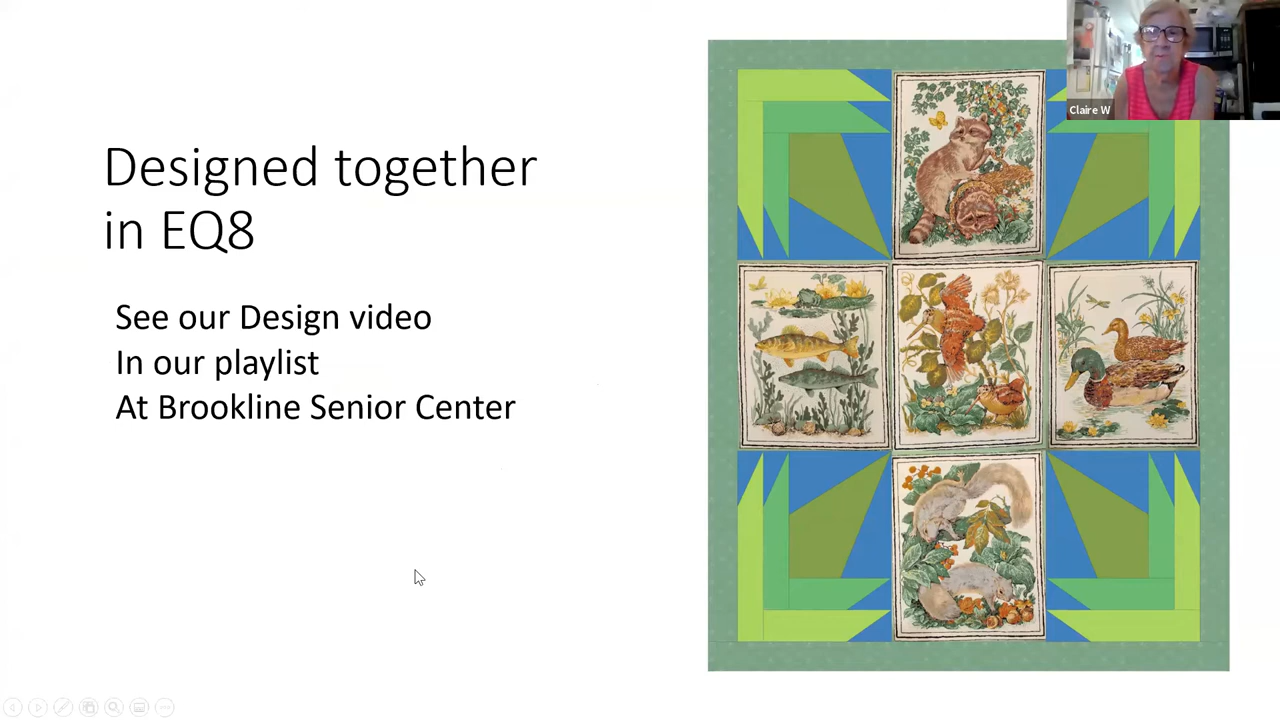 Designed together
in EQ8
See our Design video
In our playlist
At Brookline Senior Center
Claire W